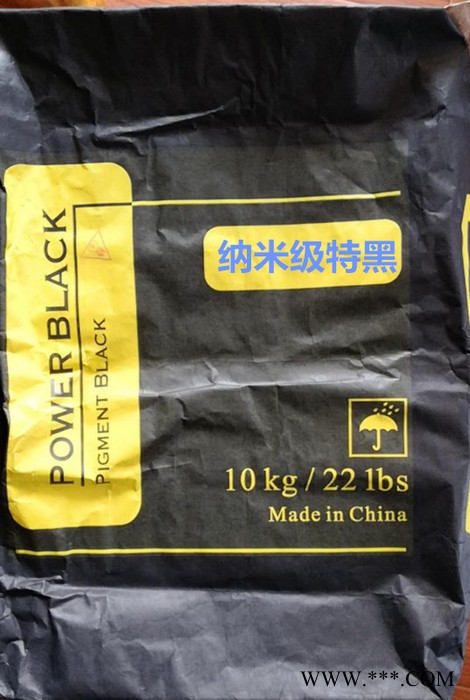 POWER BLACK
PIGMENT BLACK
纳米级特黑
10 kg / 22 lbs
Made in China
WWW.***.COM